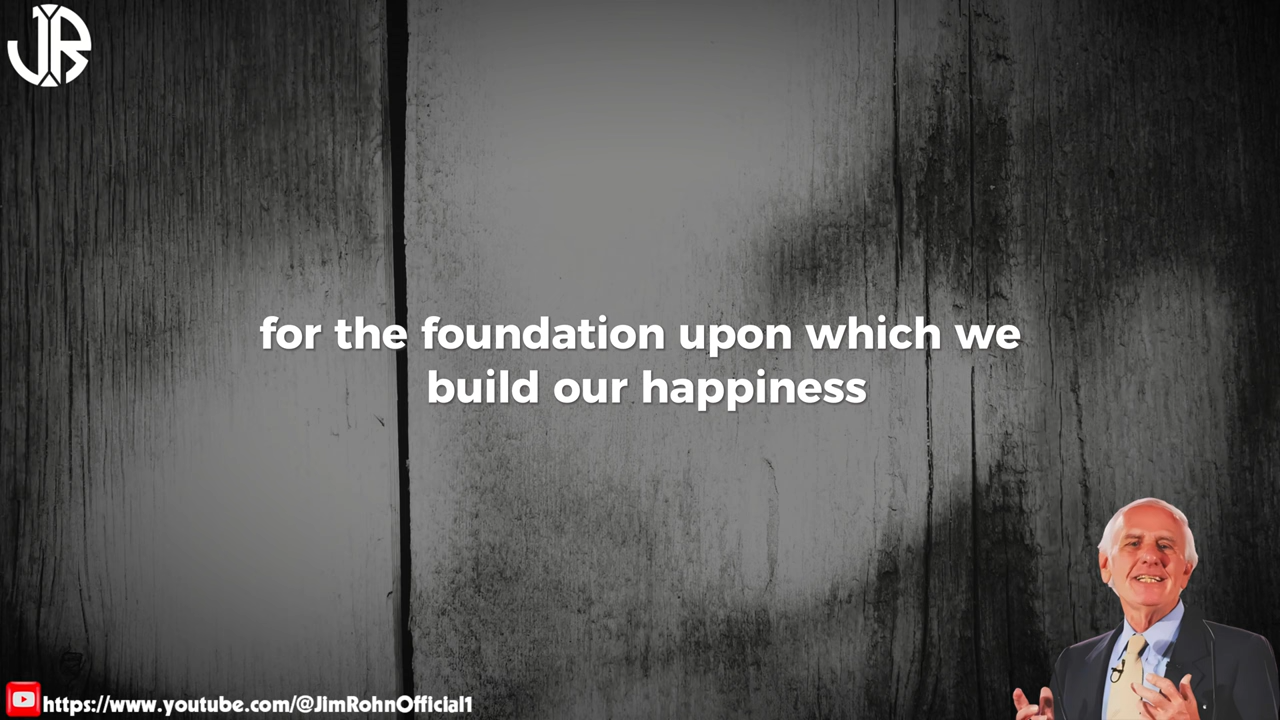 JR
for the foundation upon which we
build our happiness
https://www.youtube.com/@JimRohnOfficial1